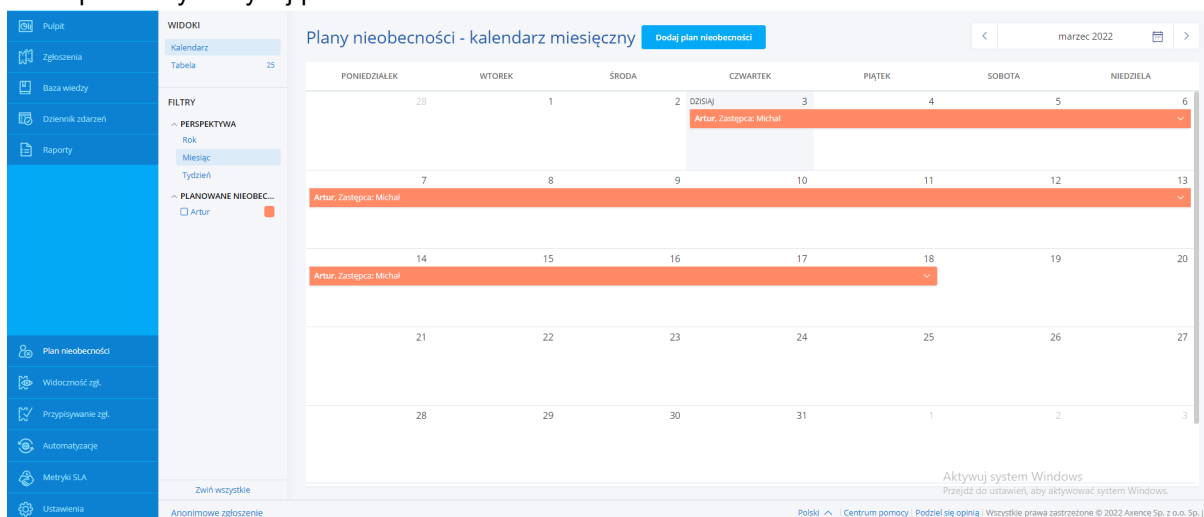 Pulpit
Zgłoszenia
Baza wiedzy
Dziennik zdarzeń
Raporty
Plan nieobecności
Widoczność zgł.
Przypisywanie zgł.
Automatyzacje
Metryki SLA
Ustawienia
WIDOKI
Kalendarz
Tabela 25
FILTRY
PERSPEKTYWA
Rok
Miesiąc
Tydzień
PLANOWANE NIEOBEC...
Artur
Zwiń wszystkie
Plany nieobecności - kalendarz miesięczny Dodaj plan nieobecności marzec 2022
PONIEDZIAŁEK WTOREK ŚRODA CZWARTEK PIĄTEK SOBOTA NIEDZIELA
28 1 2 DZISIAJ 3 4 5 6
Artur, Zastępca: Michał
7 8 9 10 11 12 13
Artur, Zastępca: Michał
14 15 16 17 18 19 20
Artur, Zastępca: Michał
21 22 23 24 25 26 27
28 29 30 31 1 2 3
Aktywuj system Windows
Przejdź do ustawień, aby aktywować system Windows.
Anonimowe zgłoszenie Polski | Centrum pomocy | Podziel się opinią | Wszystkie prawa zastrzeżone © 2022 Axence Sp. z o.o. Sp.